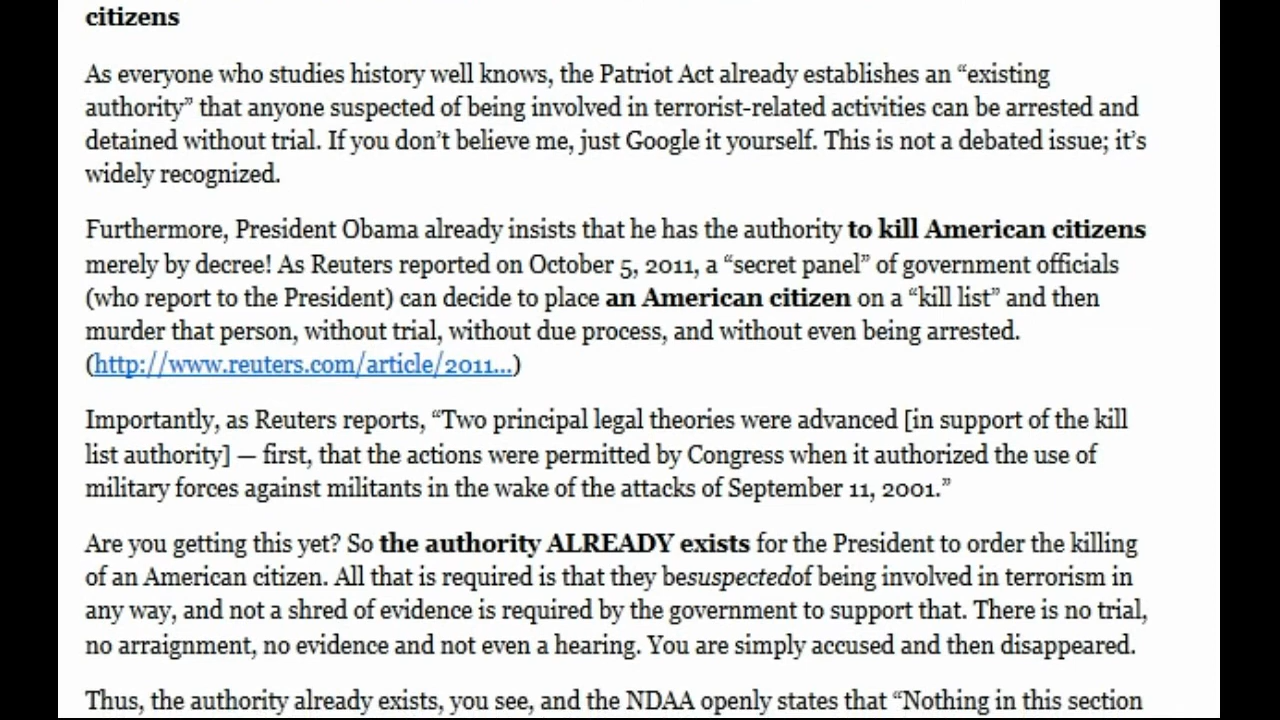 citizens
As everyone who studies history well knows, the Patriot Act already establishes an “existing
authority” that anyone suspected of being involved in terrorist-related activities can be arrested and
detained without trial. If you don’t believe me, just Google it yourself. This is not a debated issue; it’s
widely recognized.
Furthermore, President Obama already insists that he has the authority to kill American citizens
merely by decree! As Reuters reported on October 5, 2011, a “secret panel” of government officials
(who report to the President) can decide to place an American citizen on a “kill list” and then
murder that person, without trial, without due process, and without even being arrested.
(http://www.reuters.com/article/2011...)
Importantly, as Reuters reports, “Two principal legal theories were advanced [in support of the kill
list authority] — first, that the actions were permitted by Congress when it authorized the use of
military forces against militants in the wake of the attacks of September 11, 2001.”
Are you getting this yet? So the authority ALREADY exists for the President to order the killing
of an American citizen. All that is required is that they besuspectedof being involved in terrorism in
any way, and not a shred of evidence is required by the government to support that. There is no trial,
no arraignment, no evidence and not even a hearing. You are simply accused and then disappeared.
Thus, the authority already exists, you see, and the NDAA openly states that “Nothing in this section